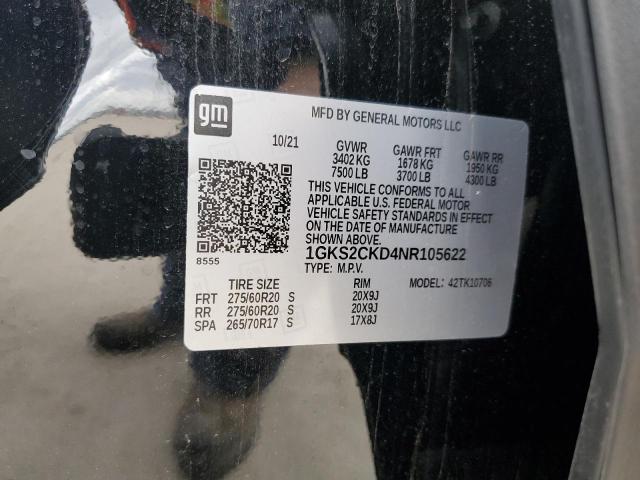 gm
MFD BY GENERAL MOTORS LLC
10/21 GVWR GAWR FRT GAWR RR
3402 KG 1678 KG 1950 KG
7500 LB 3700 LB 4300 LB
THIS VEHICLE CONFORMS TO ALL
APPLICABLE U.S. FEDERAL MOTOR
VEHICLE SAFETY STANDARDS IN EFFECT
ON THE DATE OF MANUFACTURE
SHOWN ABOVE.
8555 1GKS2CKD4NR105622
TYPE: M.P.V. MODEL: 42TK10706
TIRE SIZE RIM
FRT 275/60R20 S 20X9J
RR 275/60R20 S 20X9J
SPA 265/70R17 S 17X8J